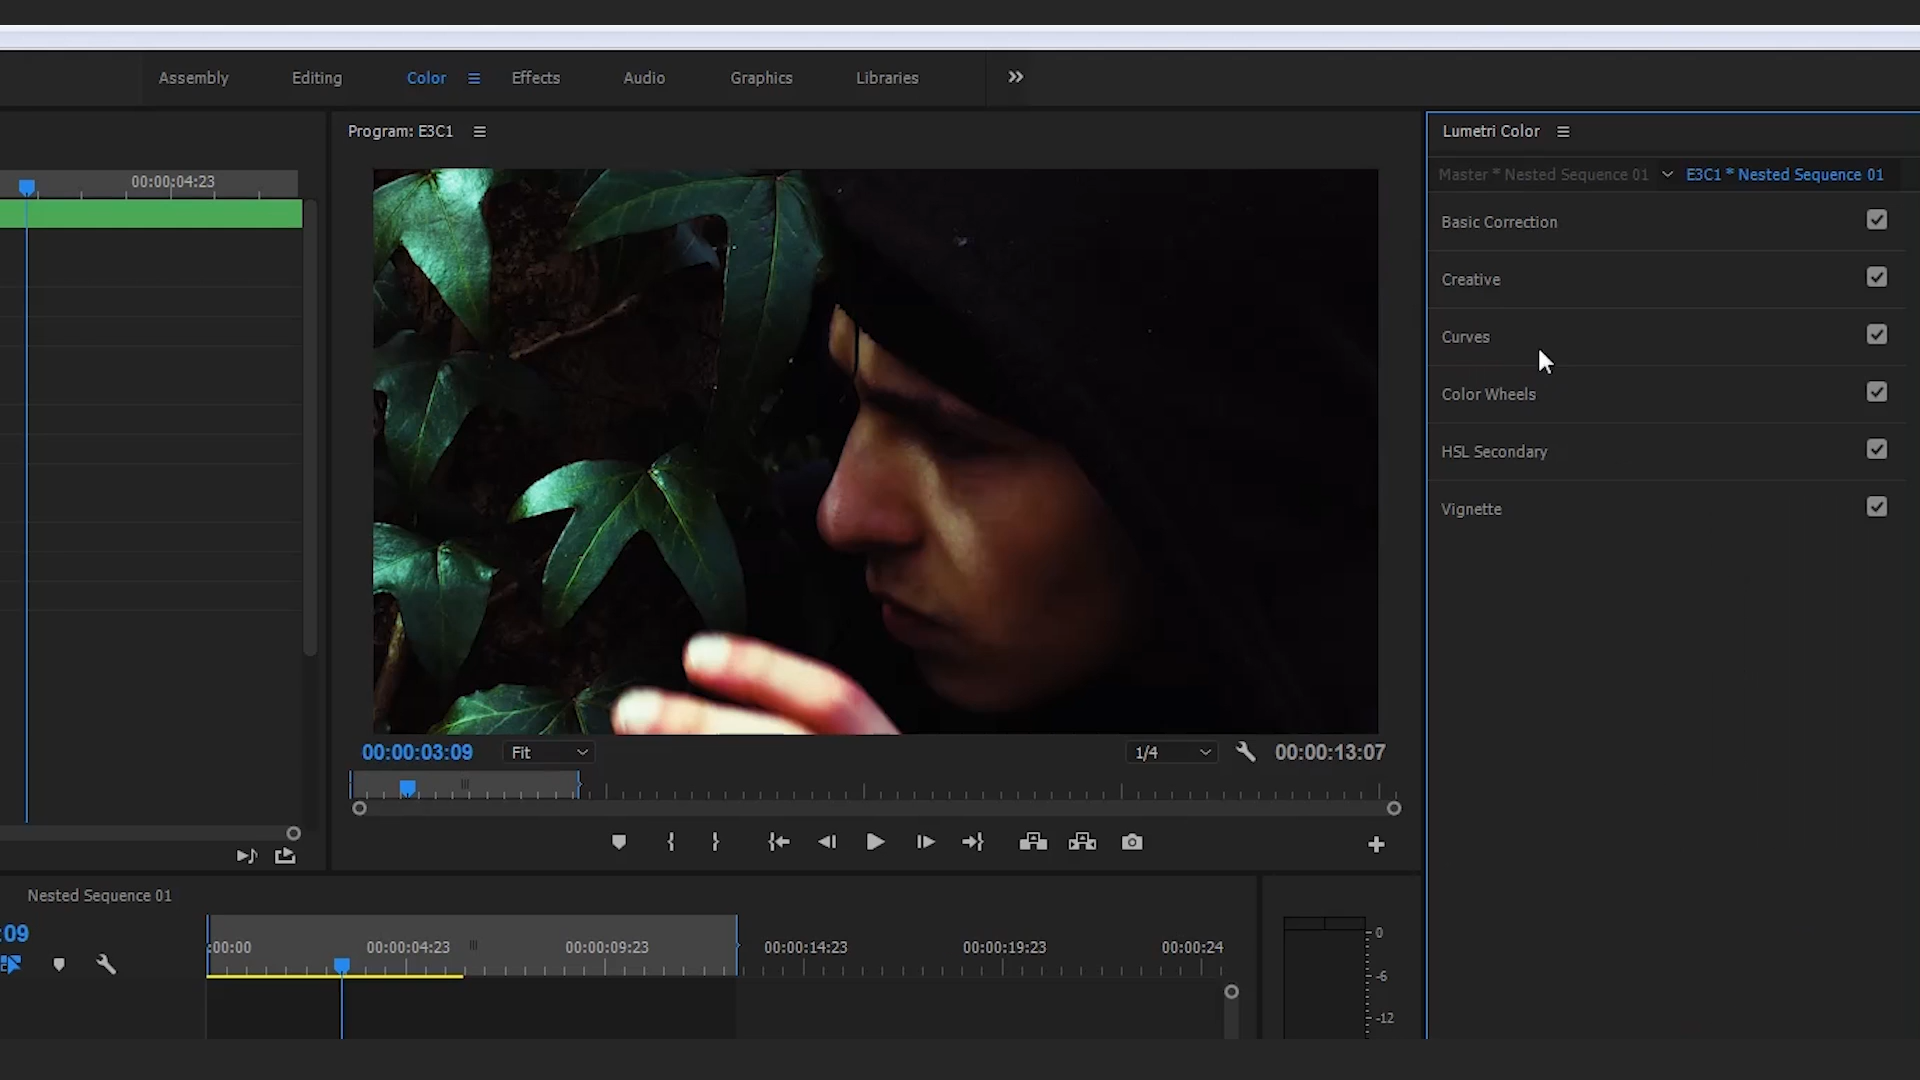 Assembly Editing Color Effects Audio Graphics Libraries
Program: E3C1
Lumetri Color
00:00:04:23
Master * Nested Sequence 01 E3C1 * Nested Sequence 01
Basic Correction
Creative
Curves
Color Wheels
HSL Secondary
Vignette
00:00:03:09 Fit 1/4 00:00:13:07
Nested Sequence 01
:09
:00:00 00:00:04:23 00:00:09:23 00:00:14:23 00:00:19:23 00:00:24
0
-6
-12